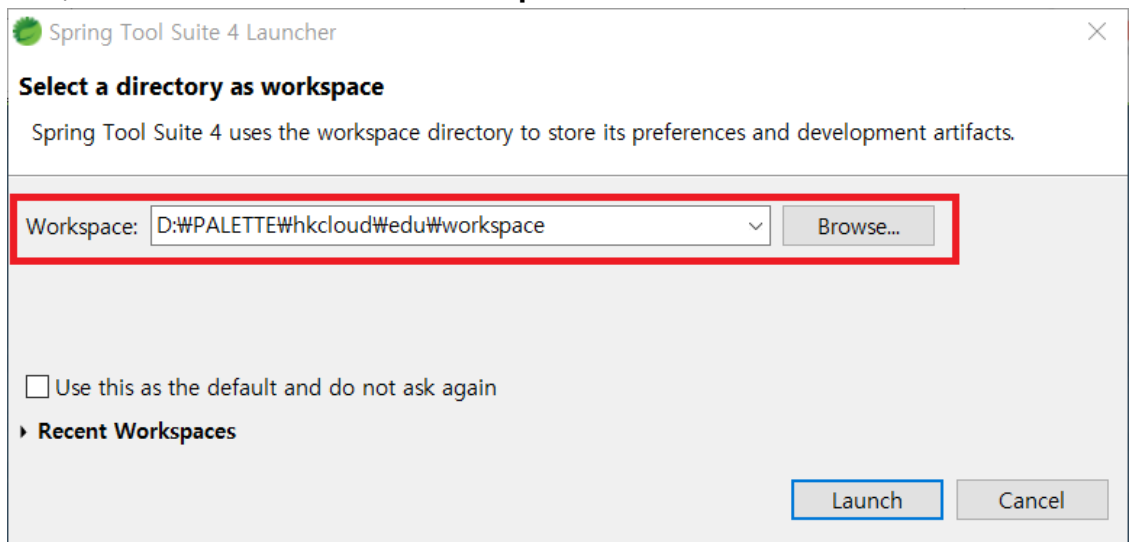 Spring Tool Suite 4 Launcher
Select a directory as workspace
Spring Tool Suite 4 uses the workspace directory to store its preferences and development artifacts.
Workspace: D:₩PALETTE₩hkcloud₩edu₩workspace Browse...
Use this as the default and do not ask again
Recent Workspaces
Launch Cancel